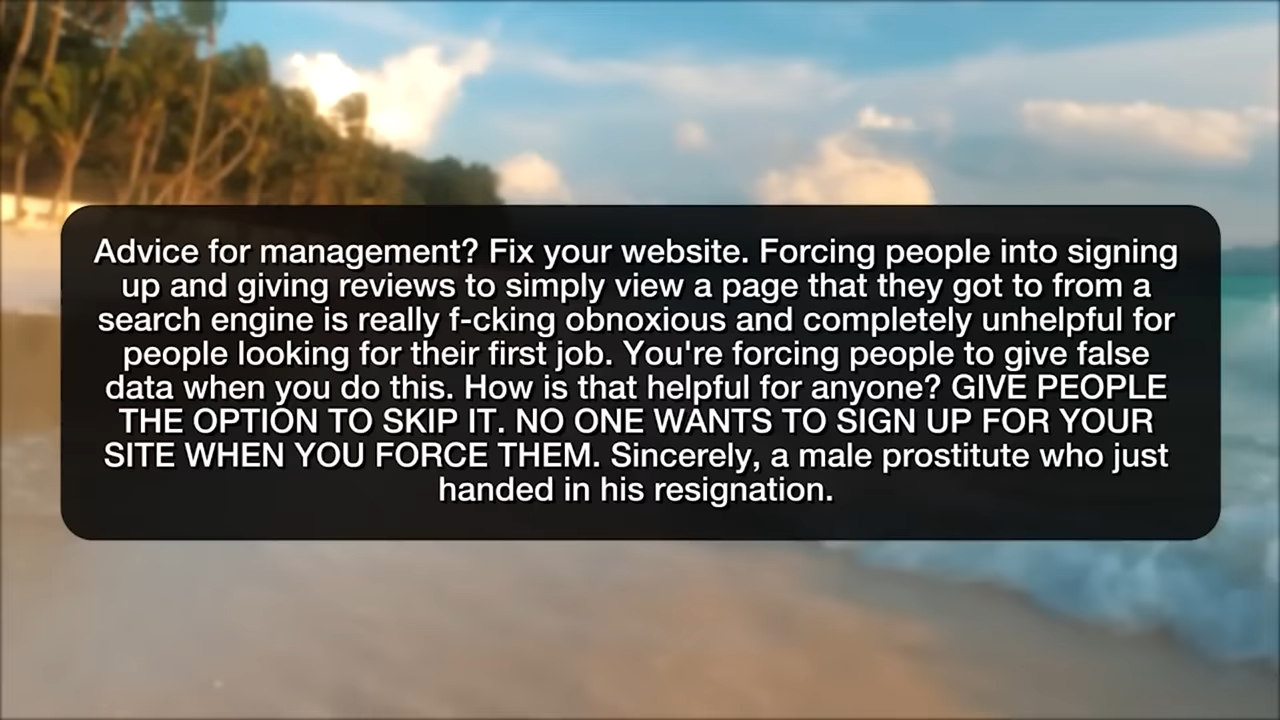 Advice for management? Fix your website. Forcing people into signing
up and giving reviews to simply view a page that they got to from a
search engine is really f-cking obnoxious and completely unhelpful for
people looking for their first job. You're forcing people to give false
data when you do this. How is that helpful for anyone? GIVE PEOPLE
THE OPTION TO SKIP IT. NO ONE WANTS TO SIGN UP FOR YOUR
SITE WHEN YOU FORCE THEM. Sincerely, a male prostitute who just
handed in his resignation.